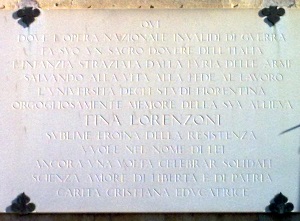 QVI
DOVE L'OPERA NAZIONALE INVALIDI DI GVERRA
FA SVO VN SACRO DOVERE DELL'ITALIA
L'INFANZIA STRAZIATA DALLA FVRIA DELLE ARMI
SALVANDO ALLA VITA ALLA FEDE AL LAVORO
L'VNIVERSITÀ DEGLI STVDI FIORENTINA
ORGOGLIOSAMENTE MEMORE DELLA SVA ALLIEVA
TINA LORENZONI
SVBLIME EROINA DELLA RESISTENZA
VVOLE NEL NOME DI LEI
ANCORA VNA VOLTA CELEBRAR SOLIDALI
SCIENZA AMORE DI LIBERTÀ E DI PATRIA
CARITÀ CRISTIANA EDVCATRICE